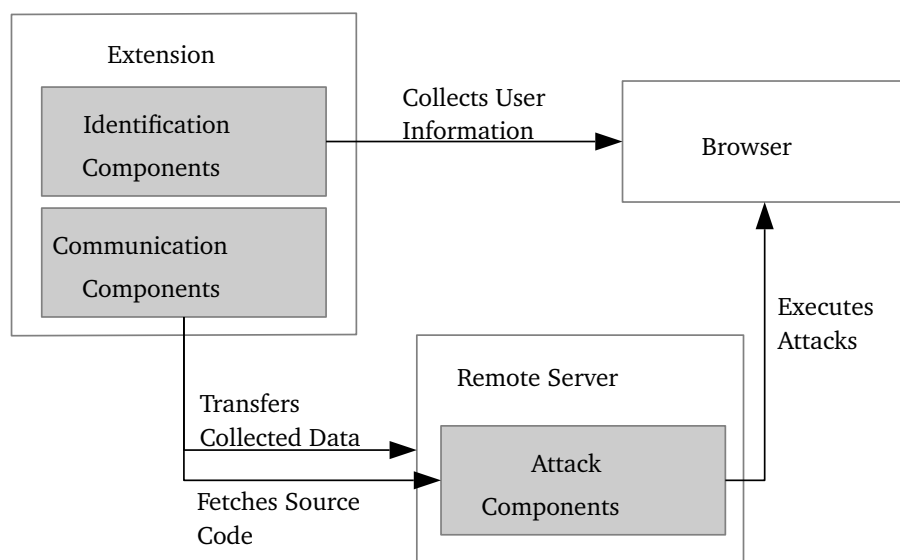 Extension
Identification
Components
Communication
Components
Collects User
Information
Browser
Executes
Attacks
Remote Server
Transfers
Collected Data
Attack
Components
Fetches Source
Code